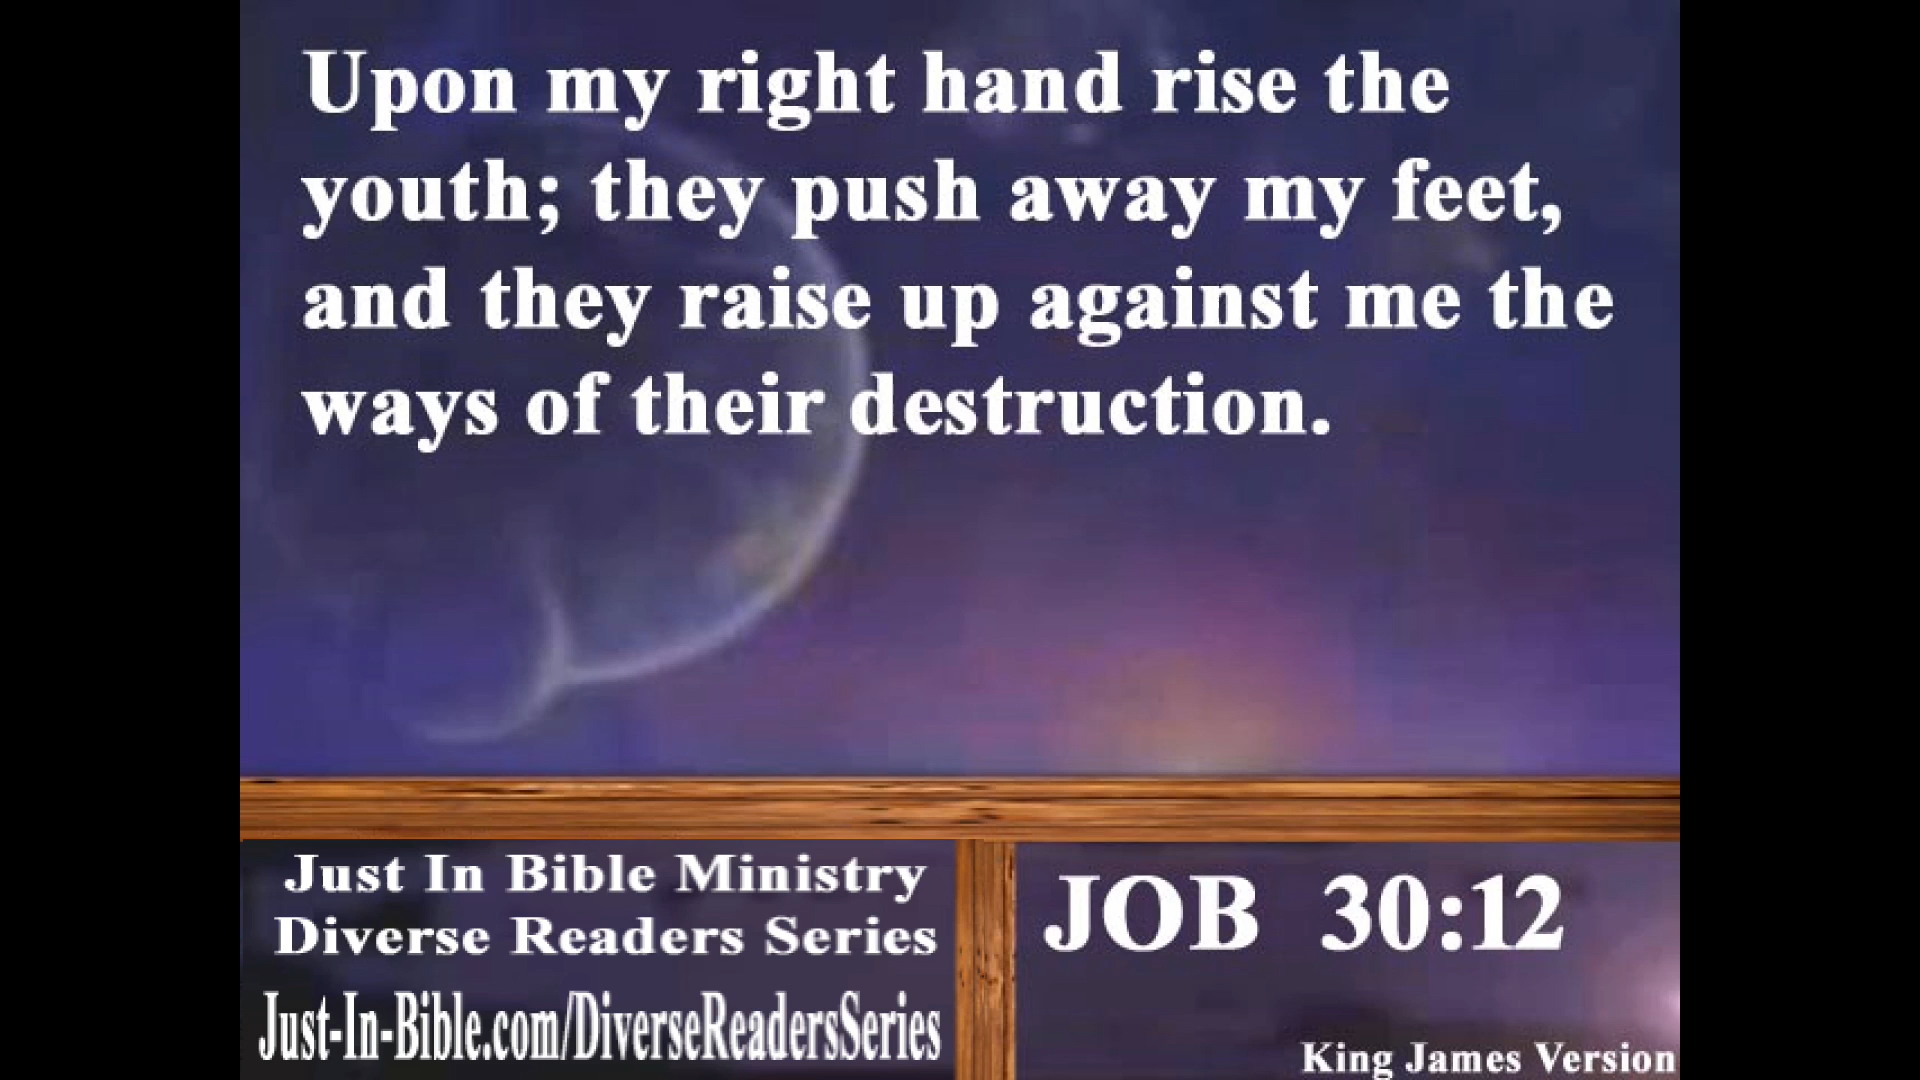 Upon my right hand rise the
youth; they push away my feet,
and they raise up against me the
ways of their destruction.
Just In Bible Ministry
Diverse Readers Series
Just-In-Bible.com/DiverseReadersSeries
JOB 30:12
King James Version